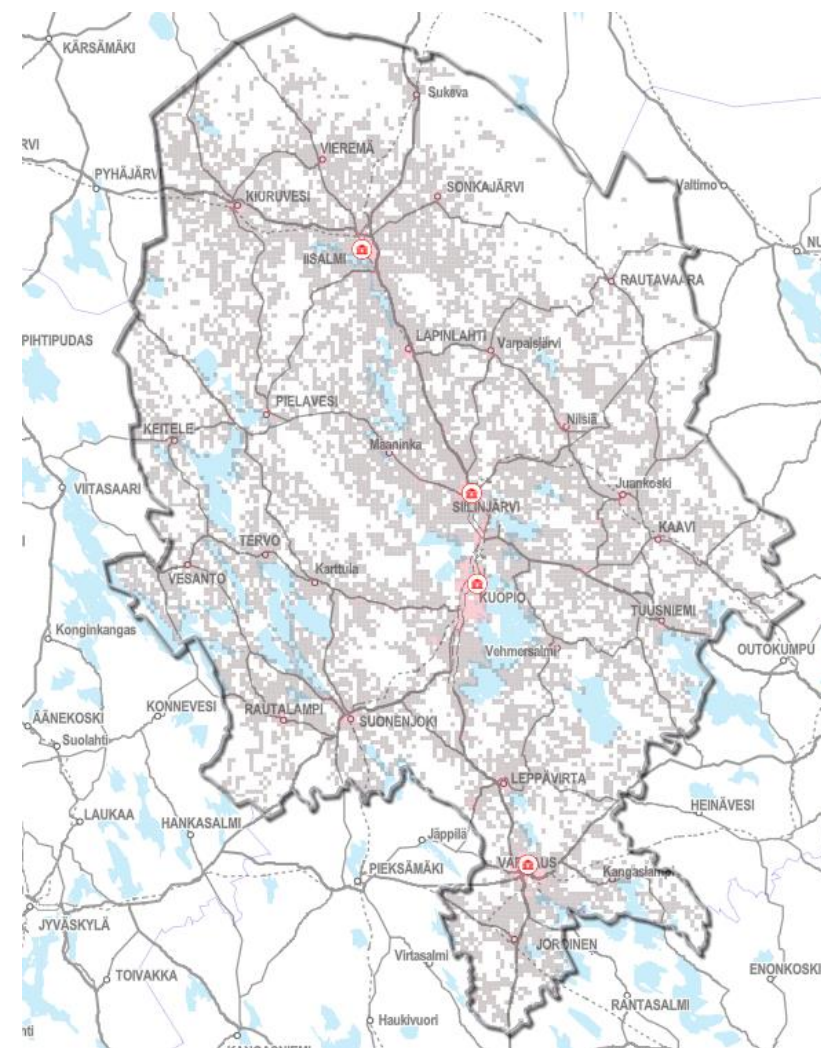 KÄRSÄMÄKI
Sukeva
VIEREMÄ
PYHÄJÄRVI
KIURUVESI
SONKAJÄRVI
Valtimo
IISALMI
RAUTAVAARA
LAPINLAHTI
Varpaisjärvi
PIHTIPUDAS
PIELAVESI
Nilsiä
KEITELE
Maaninka
VIITASAARI
SIILINJÄRVI
Juankoski
KAAVI
TERVO
VESANTO
Karttula
KUOPIO
TUUSNIEMI
Konginkangas
Vehmersalmi
OUTOKUMPU
KONNEVESI
RAUTALAMPI
SUONENJOKI
ÄÄNEKOSKI
Suolahti
LEPPÄVIRTA
HEINÄVESI
LAUKAA
HANKASALMI
Jäppilä
PIEKSÄMÄKI
Kangaslampi
JYVÄSKYLÄ
JOROINEN
Virtasalmi
TOIVAKKA
ENONKOSKI
RANTASALMI
Haukivuori